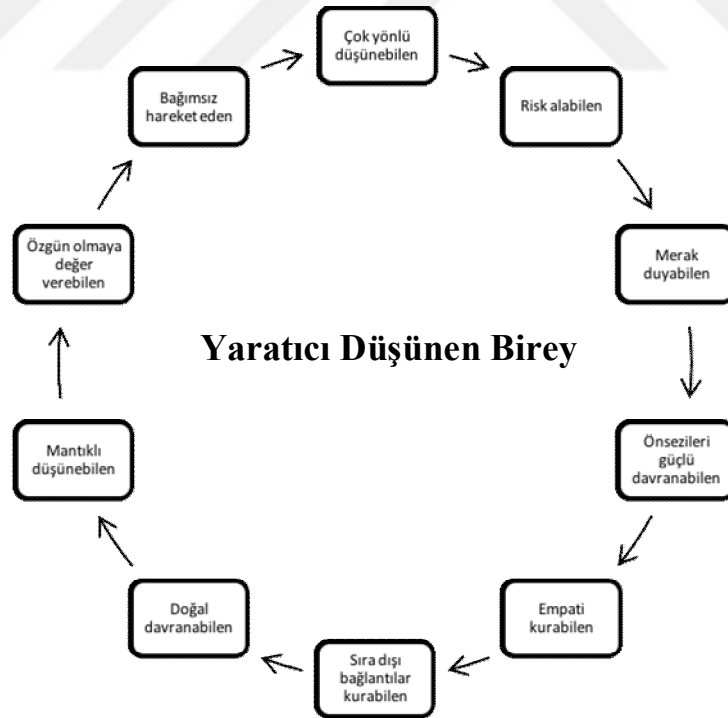 Çok yönlü
düşünebilen
Risk alabilen
Merak
duyabilen
Önsezileri
güçlü
davranabilen
Empati
kurabilen
Sıra dışı
bağlantılar
kurabilen
Doğal
davranabilen
Mantıklı
düşünebilen
Özgün olmaya
değer
verebilen
Bağımsız
hareket eden
Yaratıcı Düşünen Birey